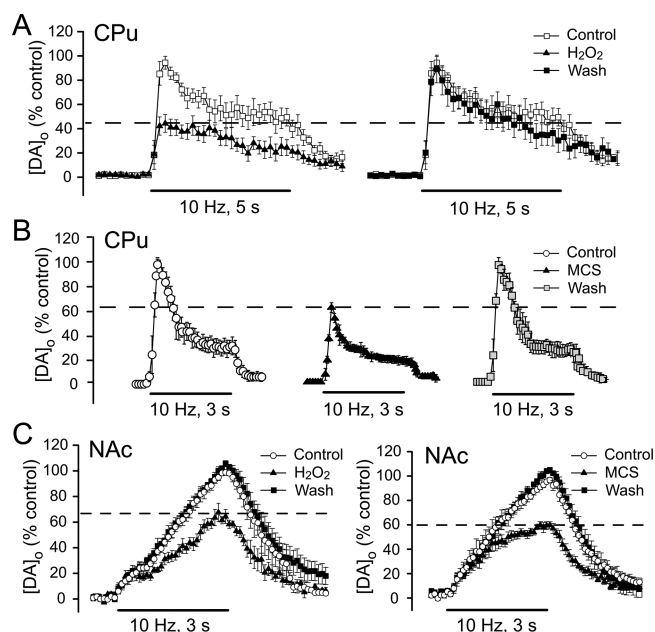 A
CPu
[DA]o (% control)
120
100
80
60
40
20
0
Control
H2O2
Wash
10 Hz, 5 s
10 Hz, 5 s
B
CPu
[DA]o (% control)
120
100
80
60
40
20
0
Control
MCS
Wash
10 Hz, 3 s
10 Hz, 3 s
10 Hz, 3 s
C
NAc
[DA]o (% control)
120
100
80
60
40
20
0
Control
H2O2
Wash
10 Hz, 3 s
NAc
[DA]o (% control)
120
100
80
60
40
20
0
Control
MCS
Wash
10 Hz, 3 s